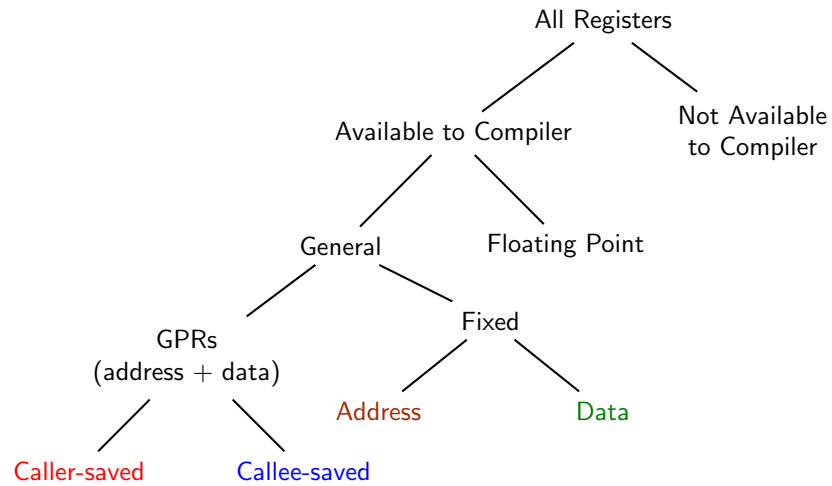 All Registers
Not Available
to Compiler
Available to Compiler
General
Floating Point
Fixed
GPRs
(address + data)
Address
Data
Caller-saved
Callee-saved